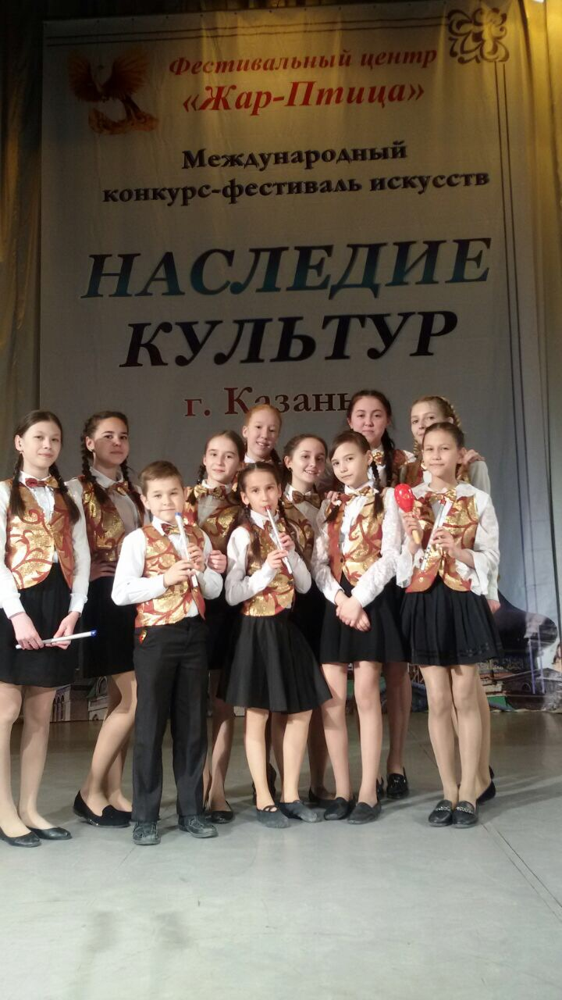 Фестивальный центр
«Жар-Птица»
Международный
конкурс-фестиваль искусств
НАСЛЕДИЕ
КУЛЬТУР
г. Казань